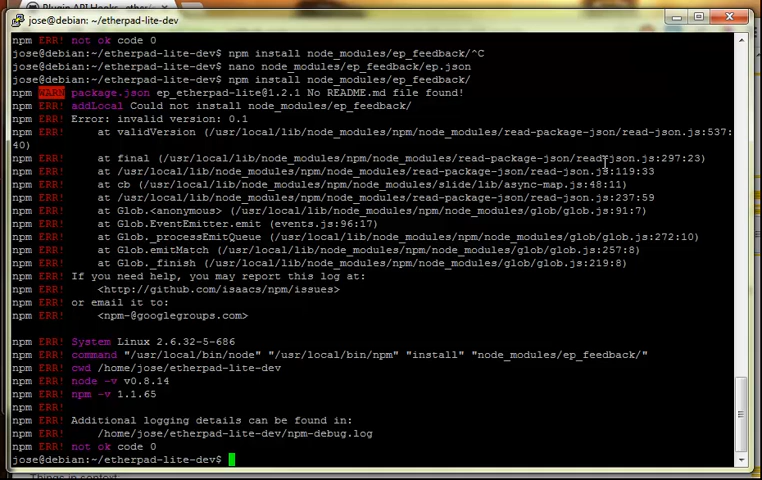 Plugin API Hooks
jose@debian: ~/etherpad-lite-dev
npm ERR! not ok code 0
jose@debian:~/etherpad-lite-dev$ npm install node_modules/ep_feedback/^C
jose@debian:~/etherpad-lite-dev$ nano node_modules/ep_feedback/ep.json
jose@debian:~/etherpad-lite-dev$ npm install node_modules/ep_feedback/
npm WARN package.json ep_etherpad-lite@1.2.1 No README.md file found!
npm ERR! addLocal Could not install node_modules/ep_feedback/
npm ERR! Error: invalid version: 0.1
npm ERR!     at validVersion (/usr/local/lib/node_modules/npm/node_modules/read-package-json/read-json.js:537:
40)
npm ERR!     at final (/usr/local/lib/node_modules/npm/node_modules/read-package-json/read-json.js:297:23)
npm ERR!     at /usr/local/lib/node_modules/npm/node_modules/read-package-json/read-json.js:119:33
npm ERR!     at cb (/usr/local/lib/node_modules/npm/node_modules/slide/lib/async-map.js:48:11)
npm ERR!     at /usr/local/lib/node_modules/npm/node_modules/read-package-json/read-json.js:237:59
npm ERR!     at Glob.<anonymous> (/usr/local/lib/node_modules/npm/node_modules/glob/glob.js:91:7)
npm ERR!     at Glob.EventEmitter.emit (events.js:96:17)
npm ERR!     at Glob._processEmitQueue (/usr/local/lib/node_modules/npm/node_modules/glob/glob.js:272:10)
npm ERR!     at Glob.emitMatch (/usr/local/lib/node_modules/npm/node_modules/glob/glob.js:257:8)
npm ERR!     at Glob._finish (/usr/local/lib/node_modules/npm/node_modules/glob/glob.js:219:8)
npm ERR! If you need help, you may report this log at:
npm ERR!     <http://github.com/isaacs/npm/issues>
npm ERR! or email it to:
npm ERR!     <npm-@googlegroups.com>
npm ERR! System Linux 2.6.32-5-686
npm ERR! command "/usr/local/bin/node" "/usr/local/bin/npm" "install" "node_modules/ep_feedback/"
npm ERR! cwd /home/jose/etherpad-lite-dev
npm ERR! node -v v0.8.14
npm ERR! npm -v 1.1.65
npm ERR!
npm ERR! Additional logging details can be found in:
npm ERR!     /home/jose/etherpad-lite-dev/npm-debug.log
npm ERR! not ok code 0
jose@debian:~/etherpad-lite-dev$
Things in context